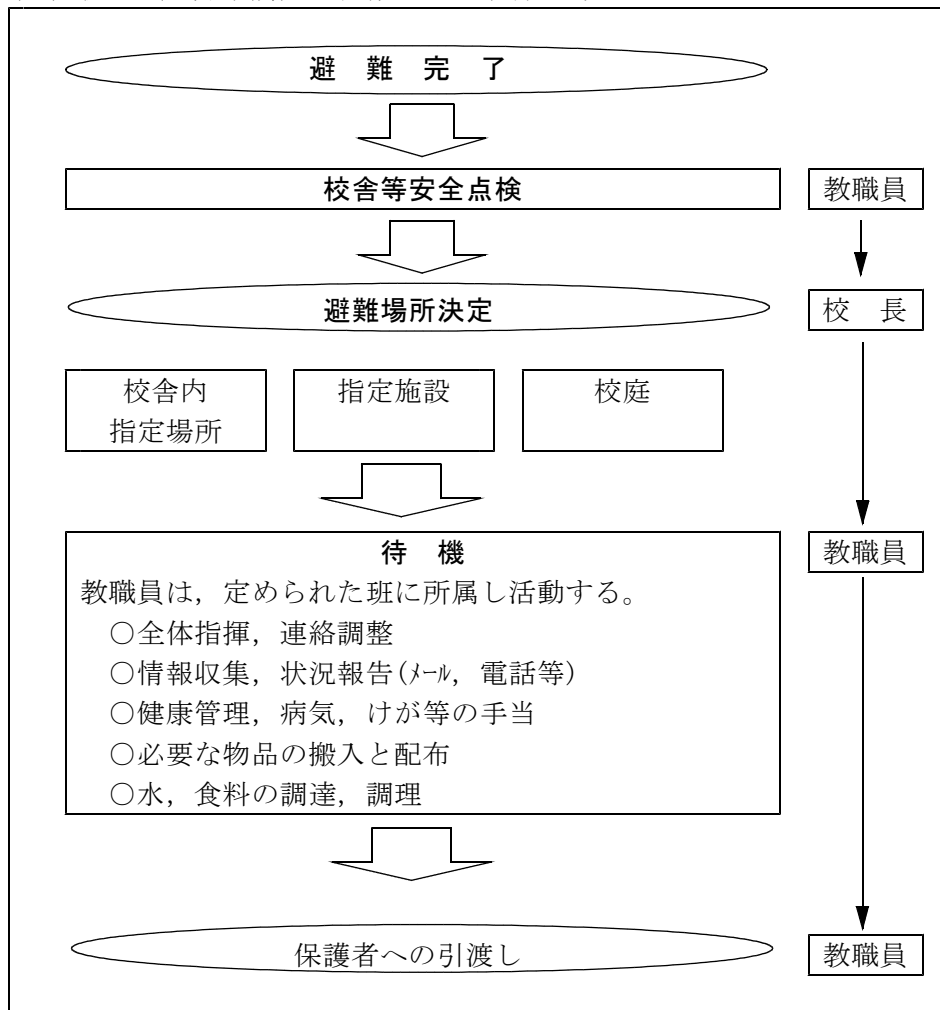 避　難　完　了
校舎等安全点検
教職員
避難場所決定
校　長
校舎内
指定場所
指定施設
校庭
待　機
教職員
教職員は，定められた班に所属し活動する。
○全体指揮，連絡調整
○情報収集，状況報告(ﾒｰﾙ，電話等)
○健康管理，病気，けが等の手当
○必要な物品の搬入と配布
○水，食料の調達，調理
保護者への引渡し
教職員